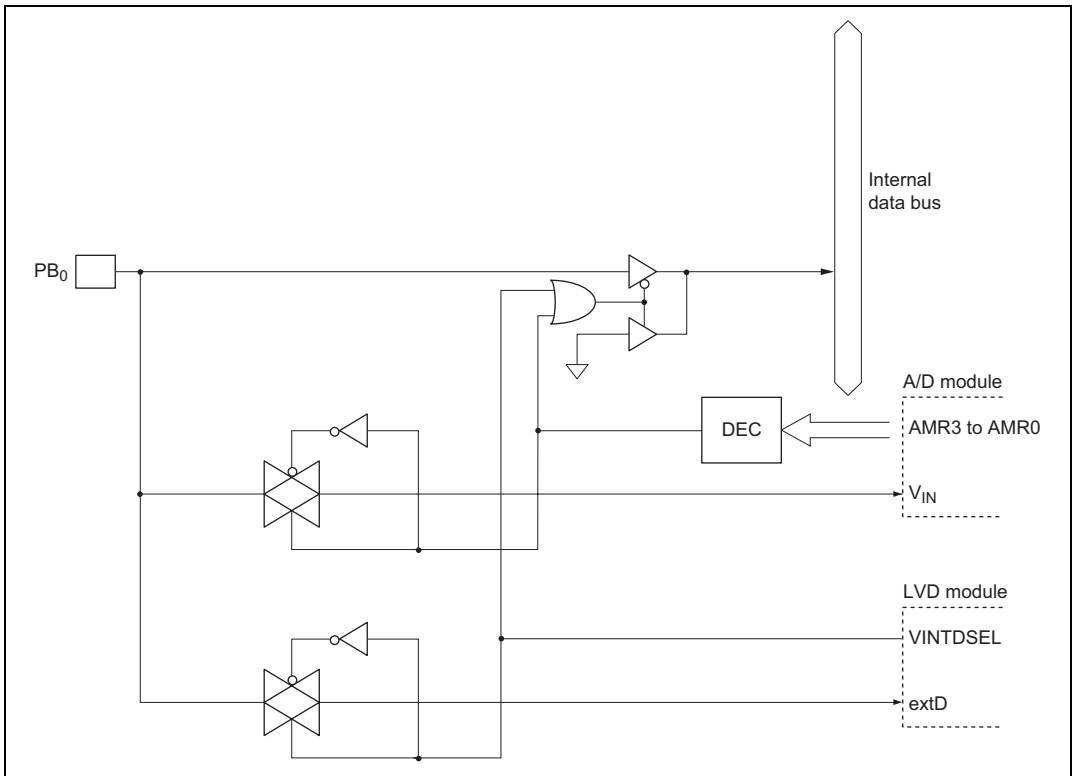 Internal
data bus
PB0
A/D module
DEC
AMR3 to AMR0
VIN
LVD module
VINTDSEL
extD